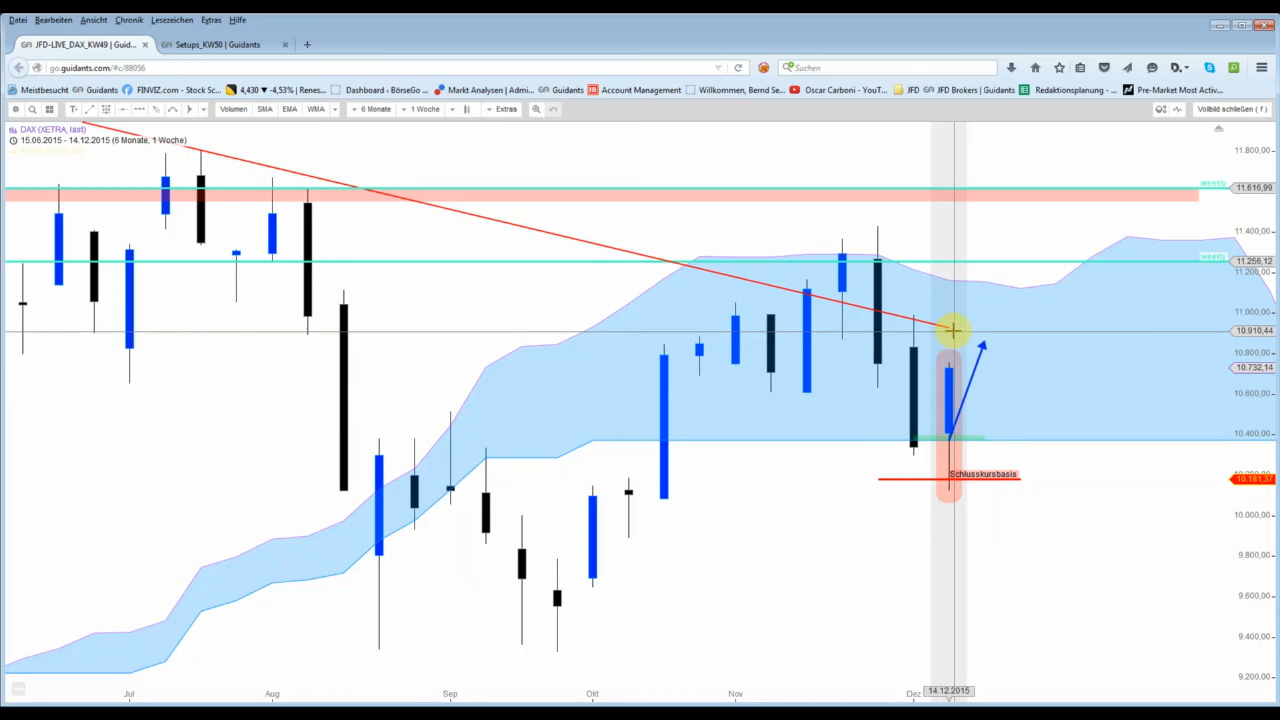 Datei Bearbeiten Ansicht Chronik Lesezeichen Extras Hilfe
JFD-LIVE_DAX_KW49 | Guid... Setups_KW50 | Guidants
go.guidants.com/#c/88056 Suchen
Meistbesucht Guidants FINVIZ.com - Stock Sc... 4,430 ▼ -4,53% | Renes... Dashboard ‹ BörseGo ... Markt Analysen | Admi... Guidants Account Management Willkommen, Bernd Se... Oscar Carboni - YouT... JFD JFD Brokers | Guidants Redaktionsplanung - ... Pre-Market Most Activ...
Volumen SMA EMA WMA 6 Monate 1 Woche Extras Vollbild schließen ( f )
DAX (XETRA, last)
15.06.2015 - 14.12.2015 (6 Monate, 1 Woche)
11.800,00
weekly 11.616,99
11.400,00
weekly 11.256,12
11.200,00
11.000,00
10.910,44
10.800,00
10.732,14
10.600,00
10.400,00
Schlusskursbasis
10.181,37
10.000,00
9.800,00
9.600,00
9.400,00
9.200,00
Jul Aug Sep Okt Nov Dez 14.12.2015